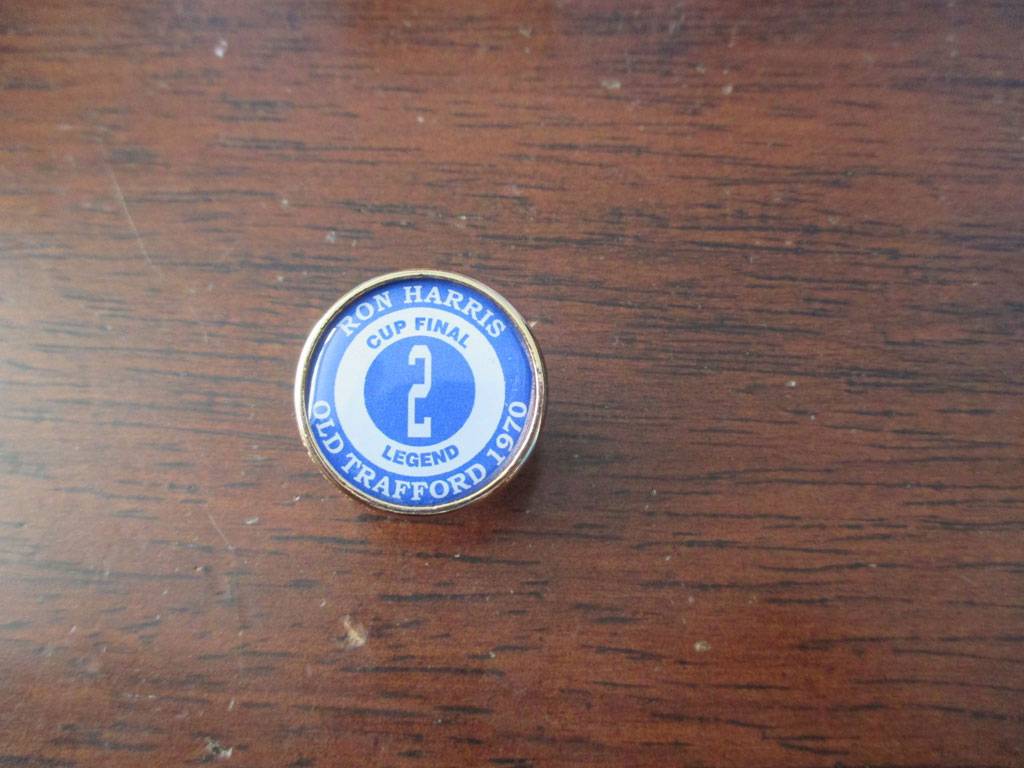 RON HARRIS
CUP FINAL
2
LEGEND
OLD TRAFFORD 1970